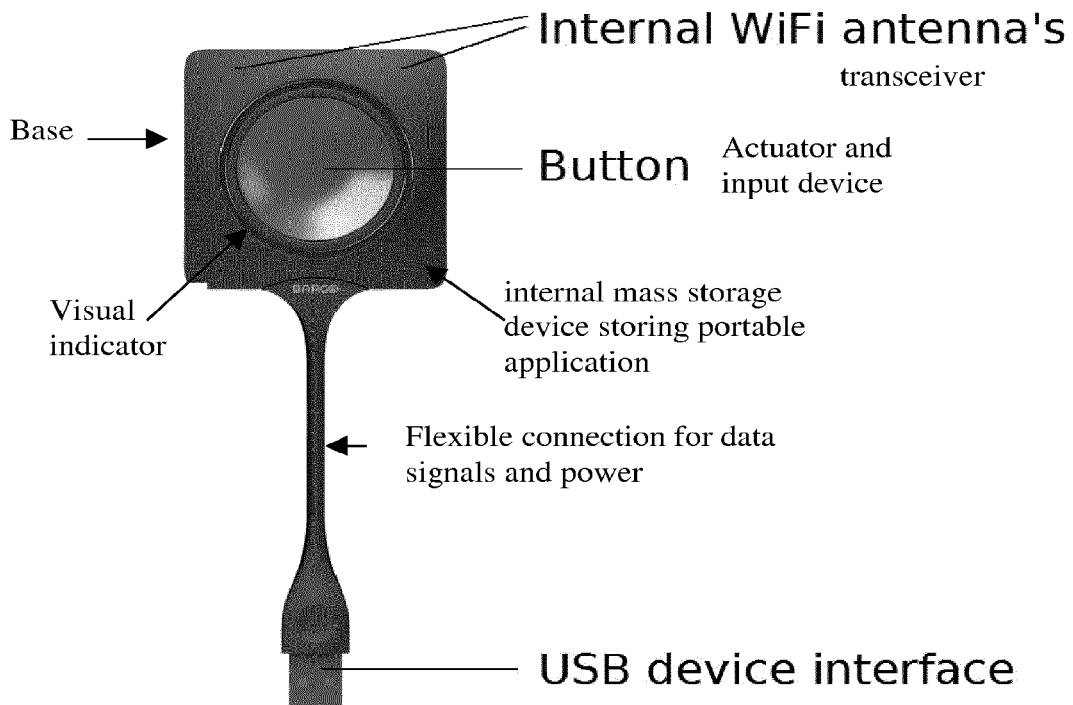 Internal WiFi antenna's
transceiver
Base
Button
Actuator and
input device
BARCO
Visual
indicator
internal mass storage
device storing portable
application
Flexible connection for data
signals and power
USB device interface